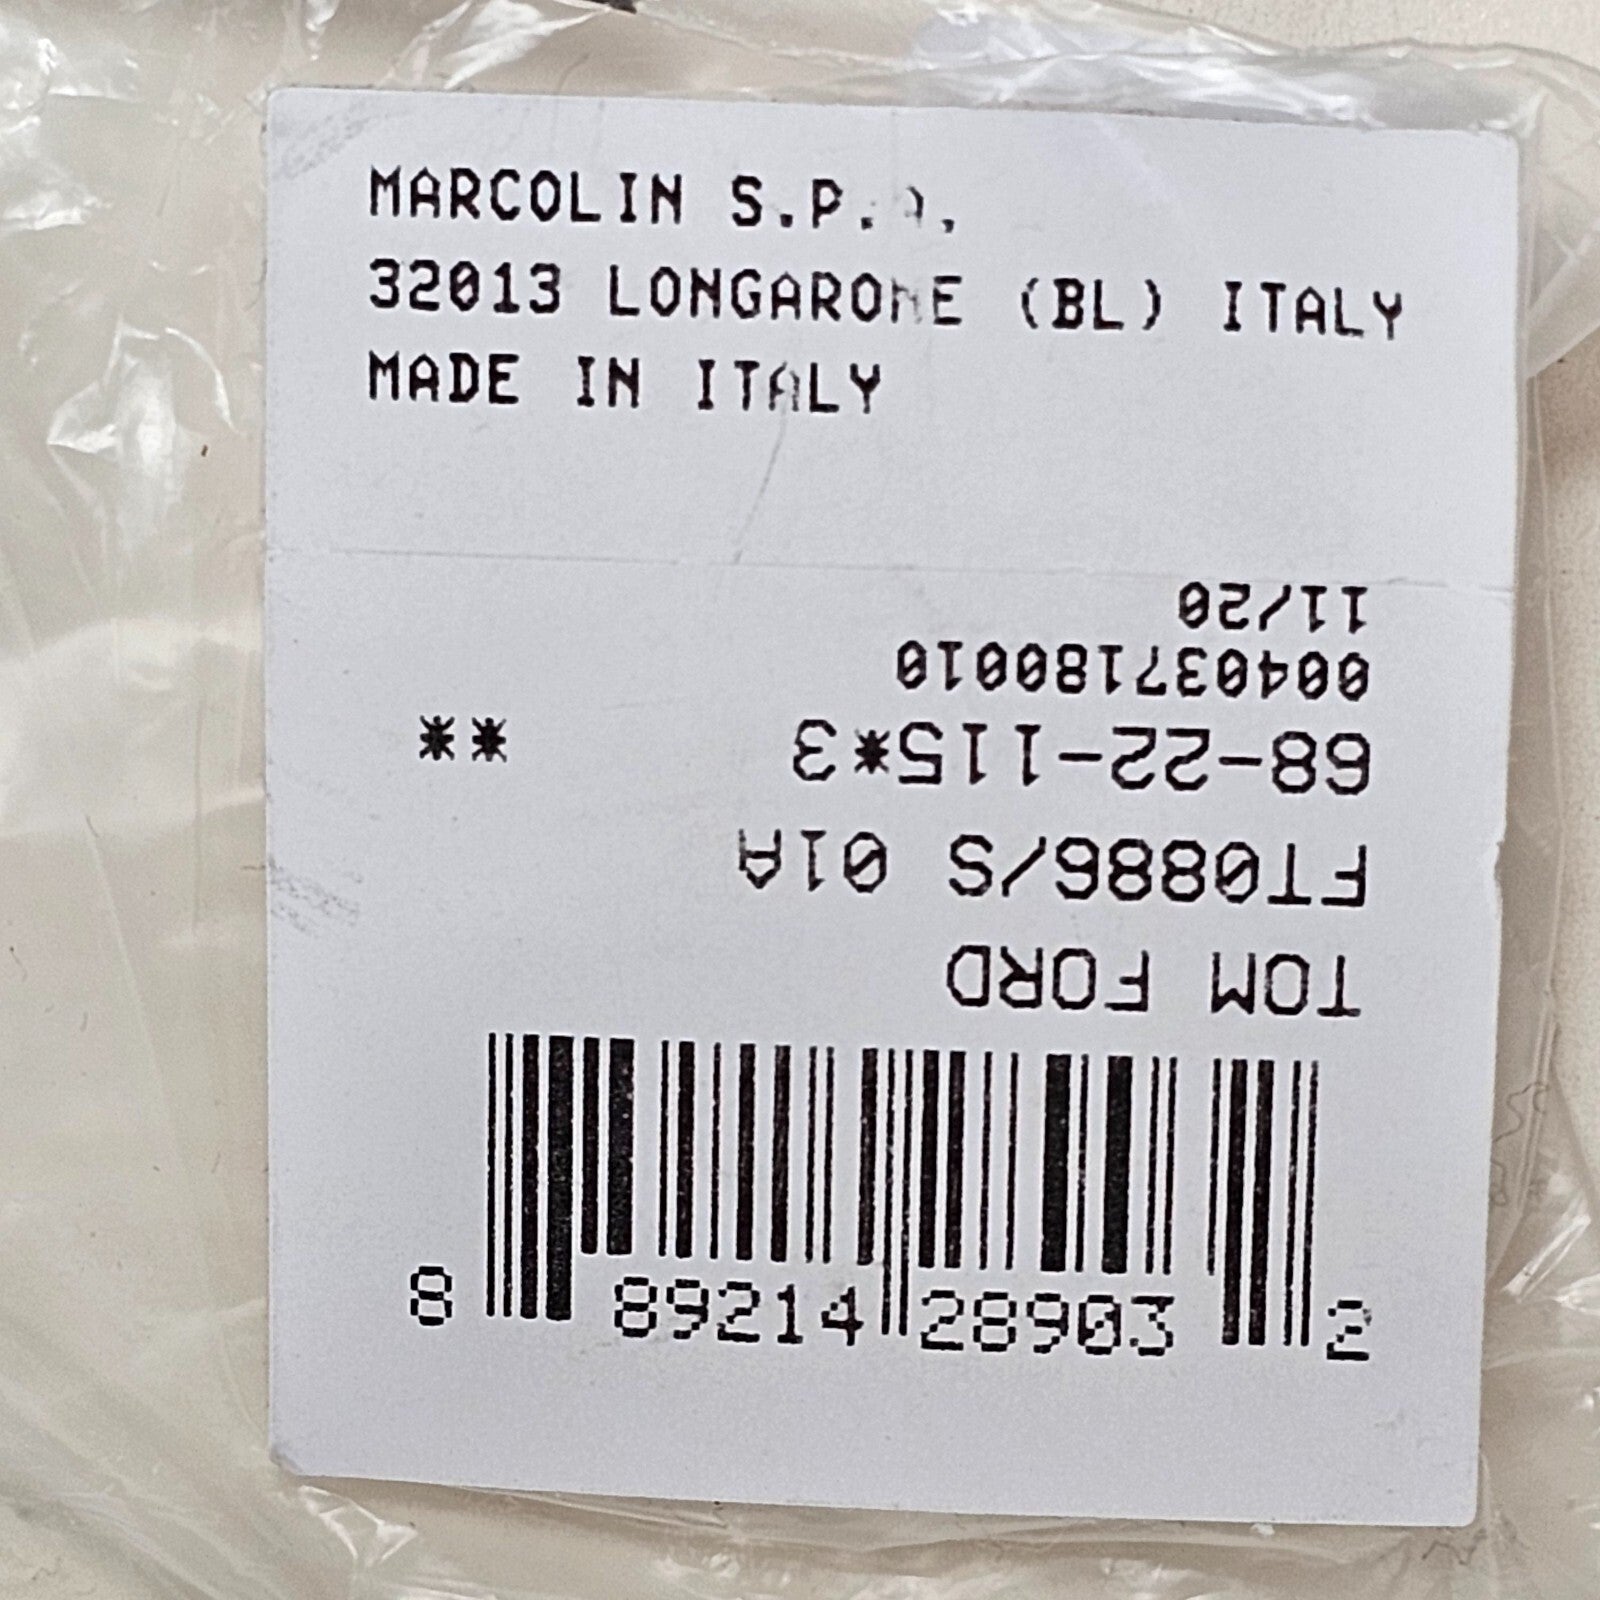 MARCOLIN S.P.A.
32013 LONGARONE (BL) ITALY
MADE IN ITALY
TOM FORD
FT0886/S 01A
68-22-115*3 **
004037180010
11/20
8 89214 28903 2